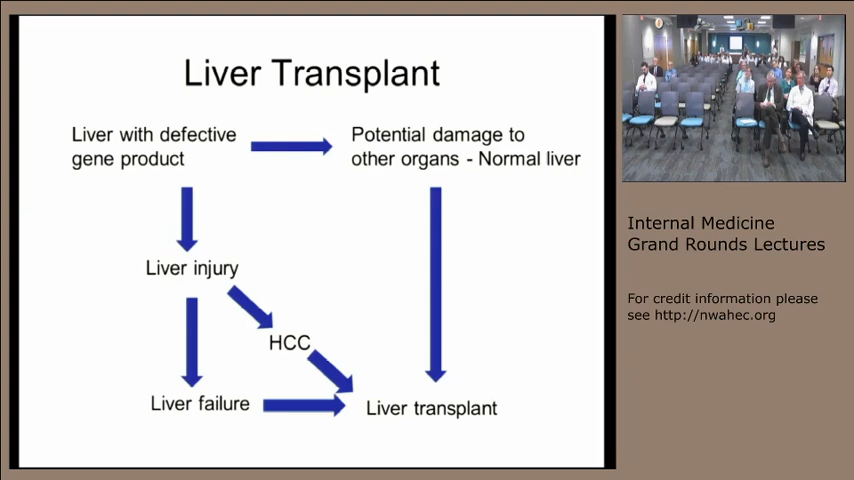 Liver Transplant
Liver with defective
gene product
Potential damage to
other organs - Normal liver
Liver injury
HCC
Liver failure
Liver transplant
Internal Medicine
Grand Rounds Lectures
For credit information please
see http://nwahec.org